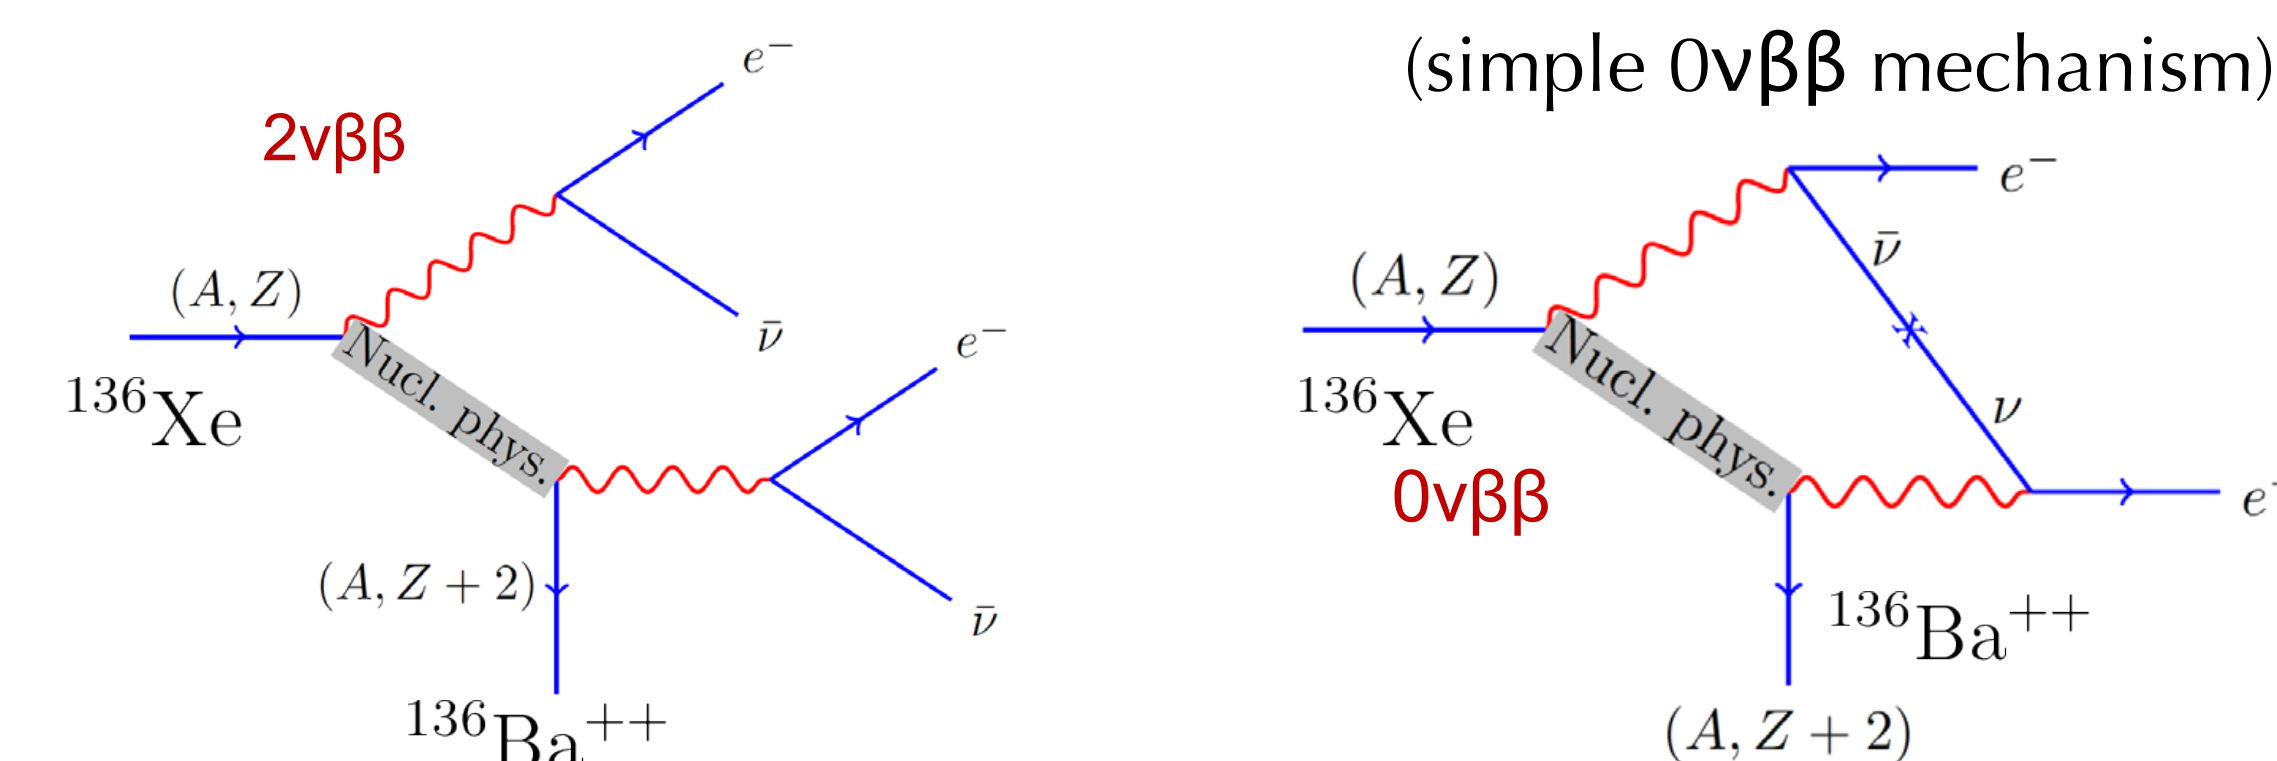 2νββ
e⁻
ν̄
(A, Z)
¹³⁶Xe
Nucl. phys.
e⁻
ν̄
(A, Z + 2)
¹³⁶Ba⁺⁺
(simple 0νββ mechanism)
e⁻
ν̄
(A, Z)
¹³⁶Xe
Nucl. phys.
ν
0νββ
e⁻
¹³⁶Ba⁺⁺
(A, Z + 2)